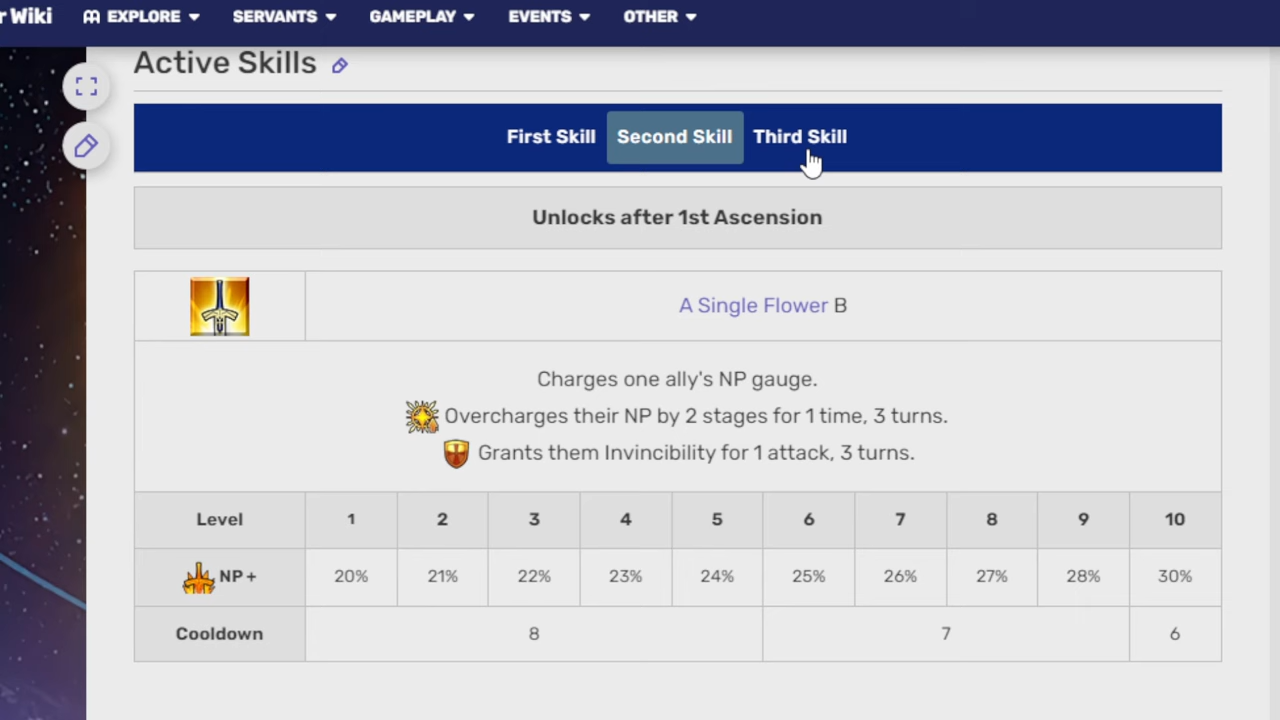 r Wiki EXPLORE SERVANTS GAMEPLAY EVENTS OTHER
Active Skills
First Skill Second Skill Third Skill
Unlocks after 1st Ascension
A Single Flower B
Charges one ally's NP gauge.
Overcharges their NP by 2 stages for 1 time, 3 turns.
Grants them Invincibility for 1 attack, 3 turns.
Level 1 2 3 4 5 6 7 8 9 10
NP + 20% 21% 22% 23% 24% 25% 26% 27% 28% 30%
Cooldown 8 7 6